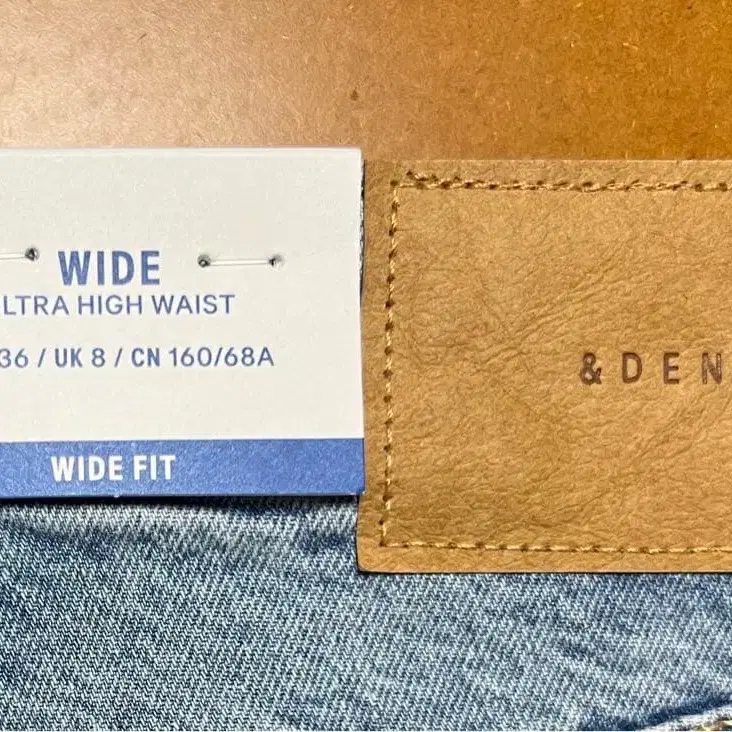 WIDE
LTRA HIGH WAIST
36 / UK 8 / CN 160/68A
WIDE FIT
&DEN